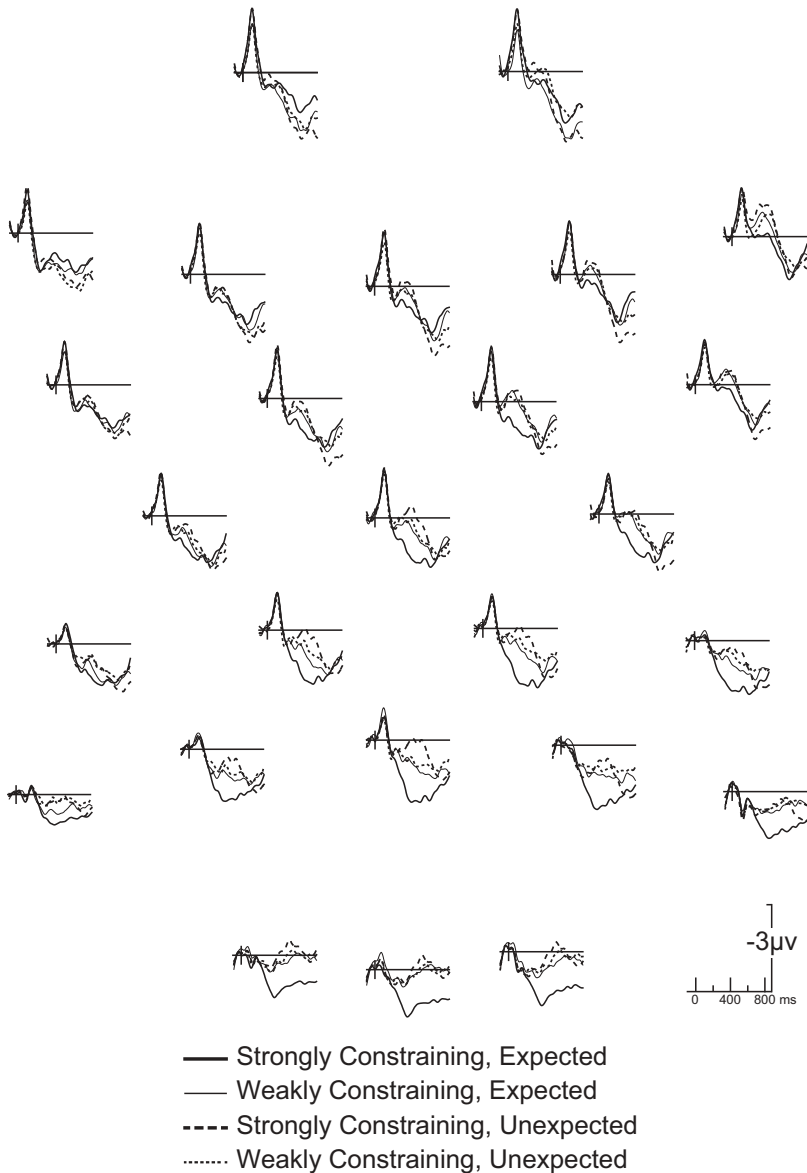 -3μv
0 400 800 ms
Strongly Constraining, Expected
Weakly Constraining, Expected
Strongly Constraining, Unexpected
Weakly Constraining, Unexpected